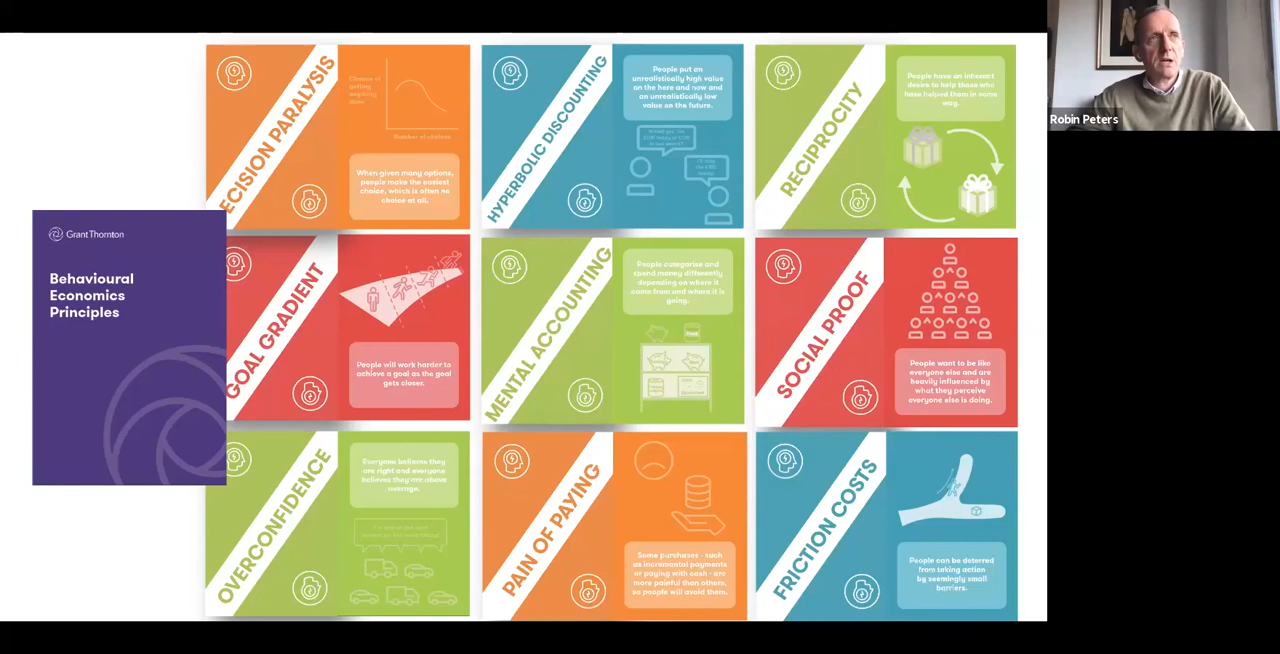 GrantThornton
Behavioural
Economics
Principles
DECISION PARALYSIS
Chances of
getting
anything
done
Number of choices
When given many options,
people make the easiest
choice, which is often no
choice at all.
HYPERBOLIC DISCOUNTING
People put an
unrealistically high value
on the here and now and
an unrealistically low
value on the future.
RECIPROCITY
People have an inherent
desire to help those who
have helped them in some
way.
GOAL GRADIENT
People will work harder to
achieve a goal as the goal
gets closer.
MENTAL ACCOUNTING
People categorise and
spend money differently
depending on where it
came from and where it is
going.
SOCIAL PROOF
People want to be like
everyone else and are
heavily influenced by
what they perceive
everyone else is doing.
OVERCONFIDENCE
Everyone believes they
are right and everyone
believes they are above
average.
PAIN OF PAYING
Some purchases - such
as incremental payments
or paying with cash - are
more painful than others,
so people will avoid them.
FRICTION COSTS
People can be deterred
from taking action
by seemingly small
barriers.
Robin Peters